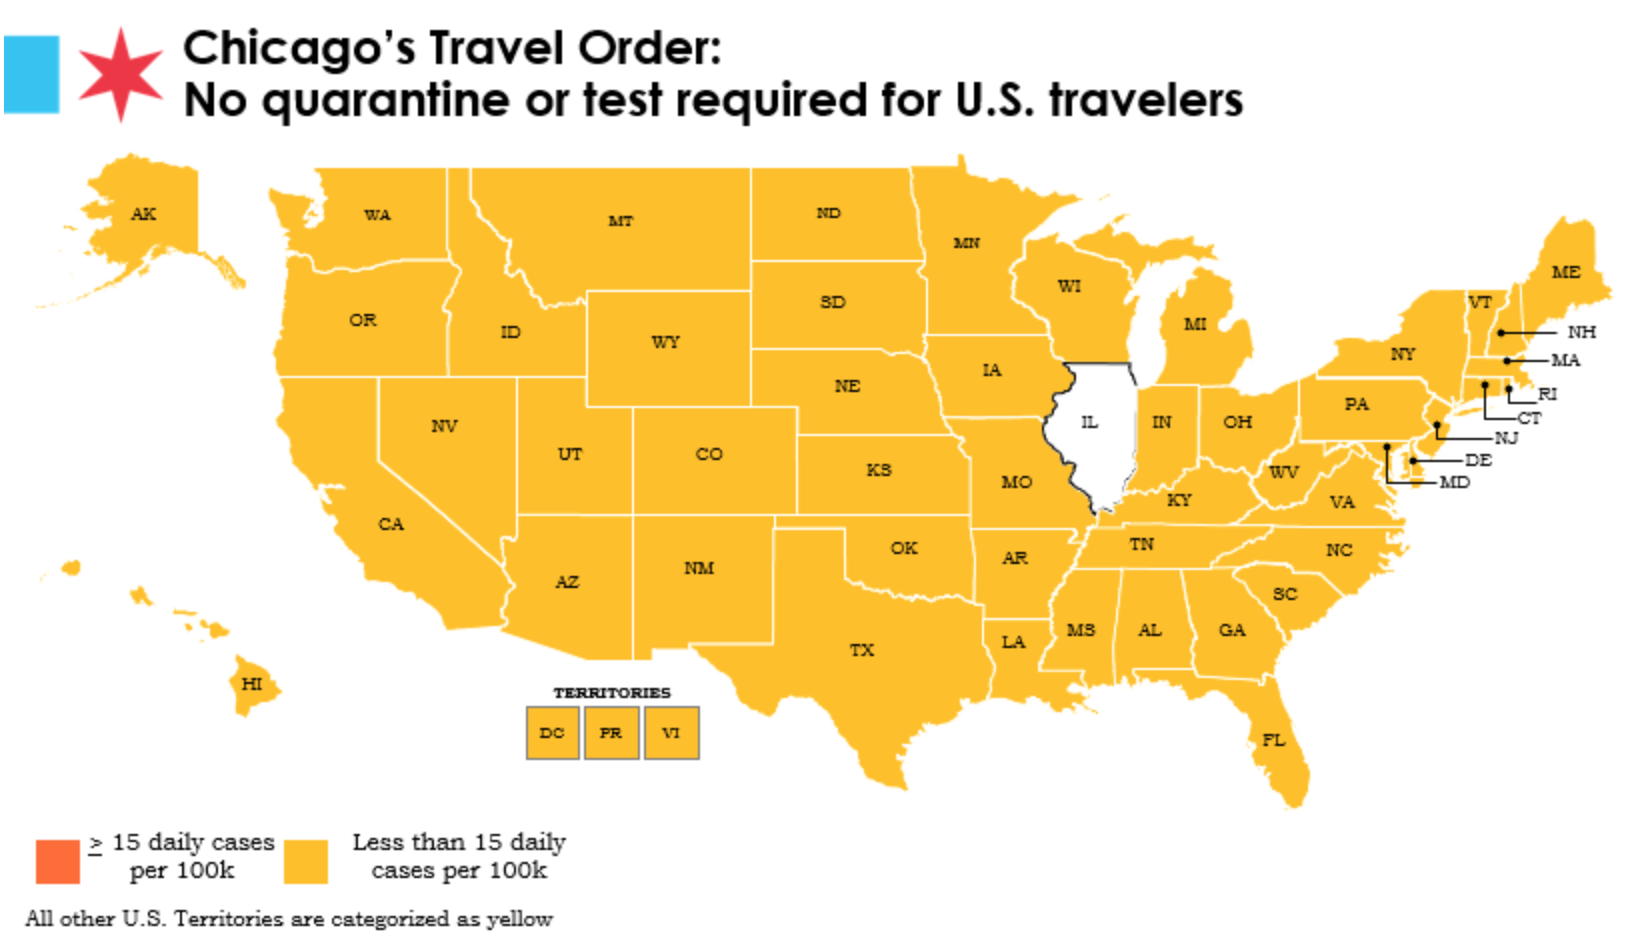 Chicago's Travel Order:
No quarantine or test required for U.S. travelers
AK
WA
MT
ND
MN
ME
VT
WI
SD
OR
ID
MI
NH
WY
NY
MA
IA
NE
RI
PA
CT
NV
IL
IN
OH
NJ
UT
CO
DE
KS
WV
MO
MD
KY
VA
CA
OK
TN
NC
AR
NM
AZ
SC
MS
AL
GA
LA
TX
HI
TERRITORIES
DC PR VI
FL
≥ 15 daily cases
per 100k
Less than 15 daily
cases per 100k
All other U.S. Territories are categorized as yellow